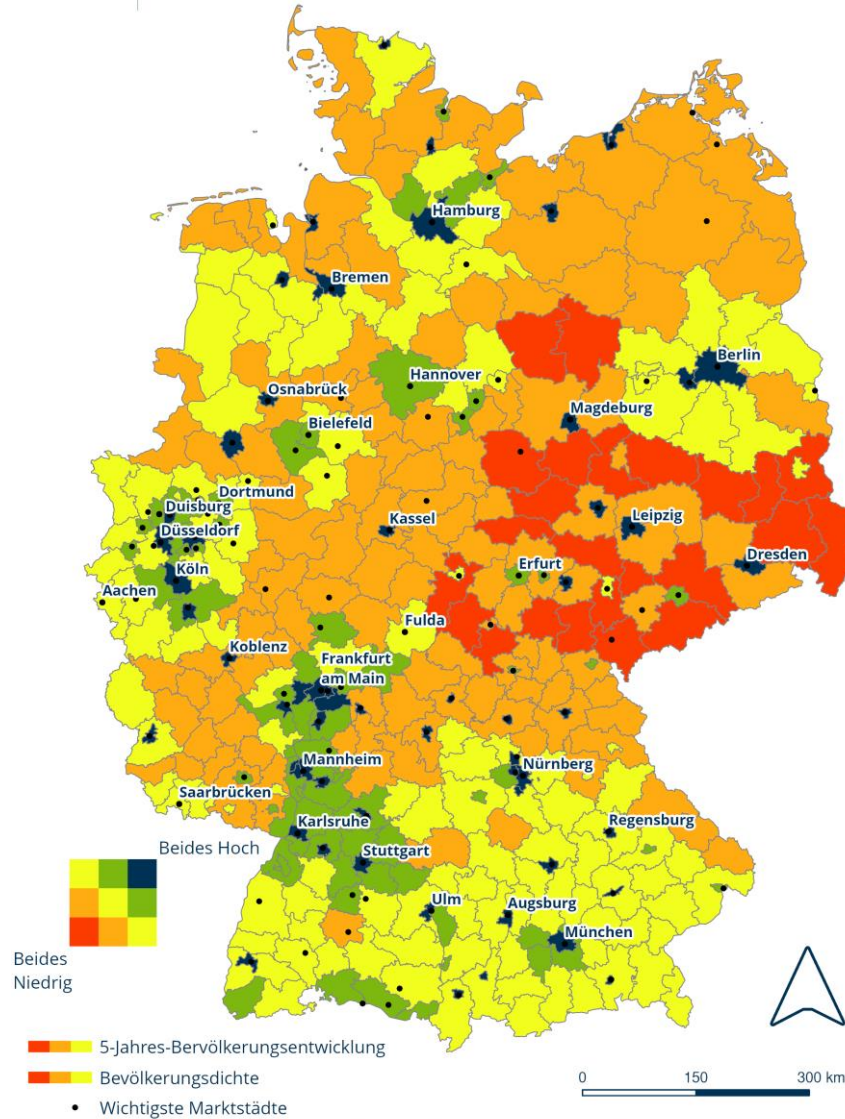 Hamburg
Bremen
Berlin
Hannover
Osnabrück
Magdeburg
Bielefeld
Dortmund
Duisburg
Düsseldorf
Kassel
Leipzig
Köln
Erfurt
Dresden
Aachen
Fulda
Koblenz
Frankfurt
am Main
Mannheim
Nürnberg
Saarbrücken
Karlsruhe
Regensburg
Beides Hoch
Stuttgart
Ulm
Augsburg
München
Beides
Niedrig
5-Jahres-Bervölkerungsentwicklung
Bevölkerungsdichte
Wichtigste Marktstädte
0 150 300 km